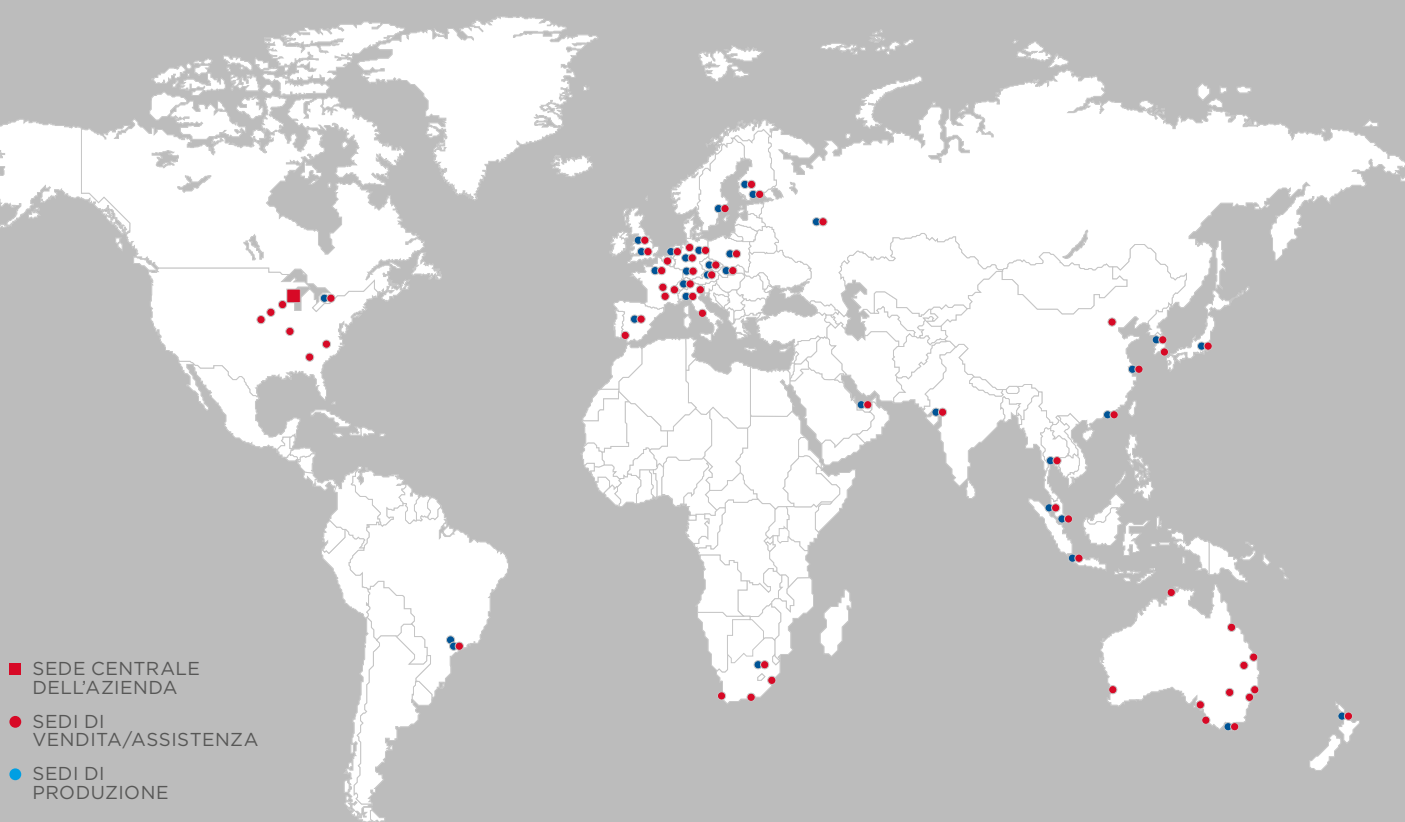 SEDE CENTRALE
DELL'AZIENDA
SEDI DI
VENDITA/ASSISTENZA
SEDI DI
PRODUZIONE